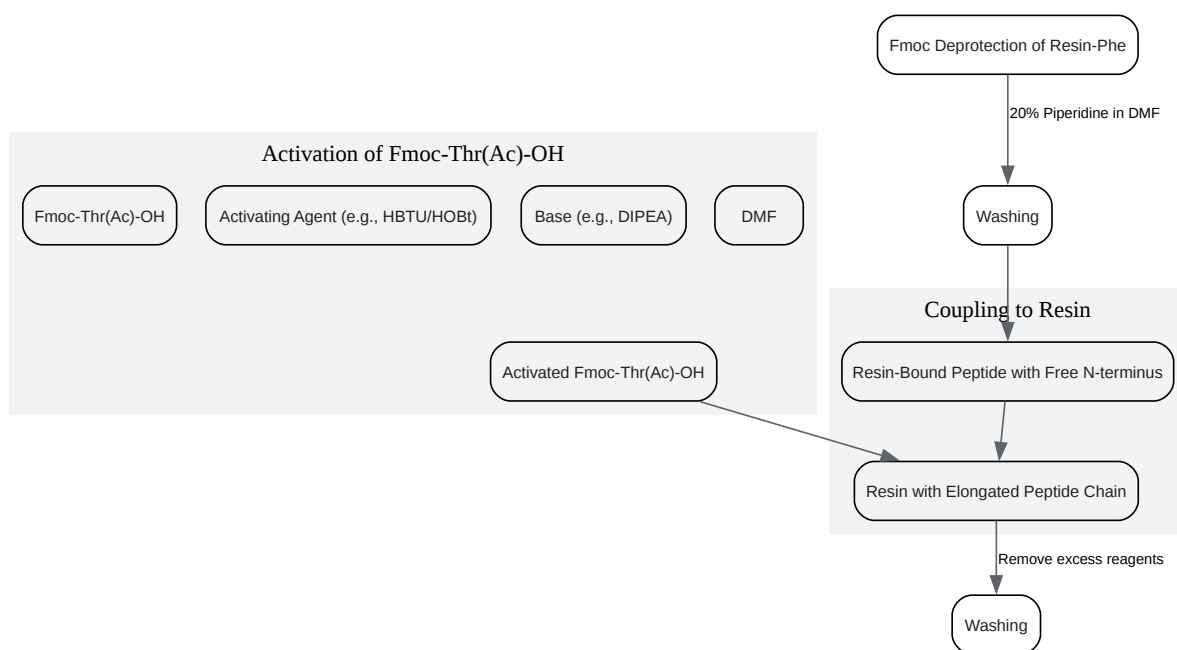 Fmoc Deprotection of Resin-Phe
20% Piperidine in DMF
Activation of Fmoc-Thr(Ac)-OH
Fmoc-Thr(Ac)-OH
Activating Agent (e.g., HBTU/HOBt)
Base (e.g., DIPEA)
DMF
Washing
Coupling to Resin
Activated Fmoc-Thr(Ac)-OH
Resin-Bound Peptide with Free N-terminus
Resin with Elongated Peptide Chain
Remove excess reagents
Washing